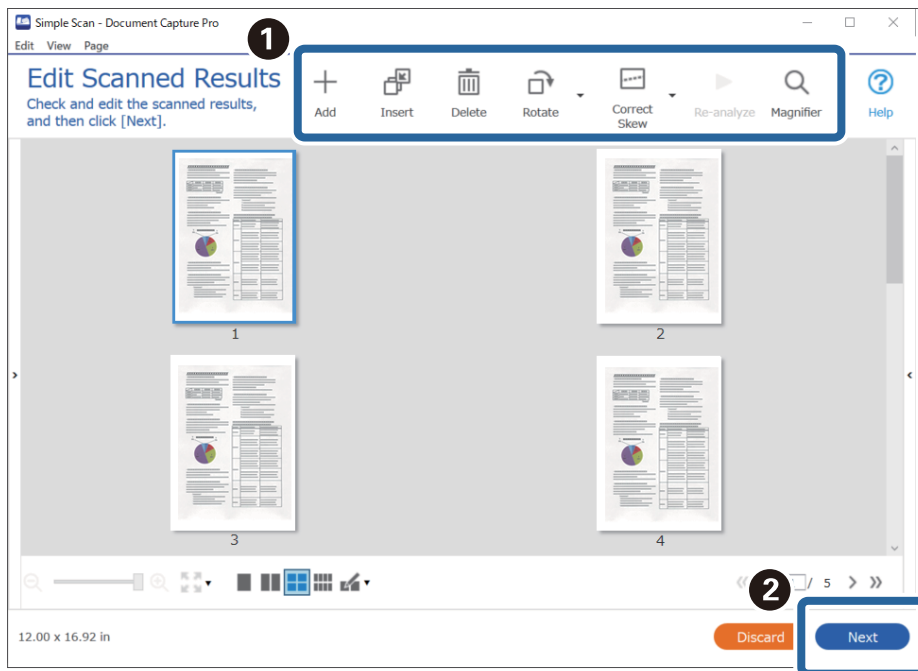 Simple Scan - Document Capture Pro
Edit View Page
1
Edit Scanned Results
Check and edit the scanned results,
and then click [Next].
Add
Insert
Delete
Rotate
Correct
Skew
Re-analyze
Magnifier
Help
1
2
3
4
/ 5
2
12.00 x 16.92 in
Discard
Next